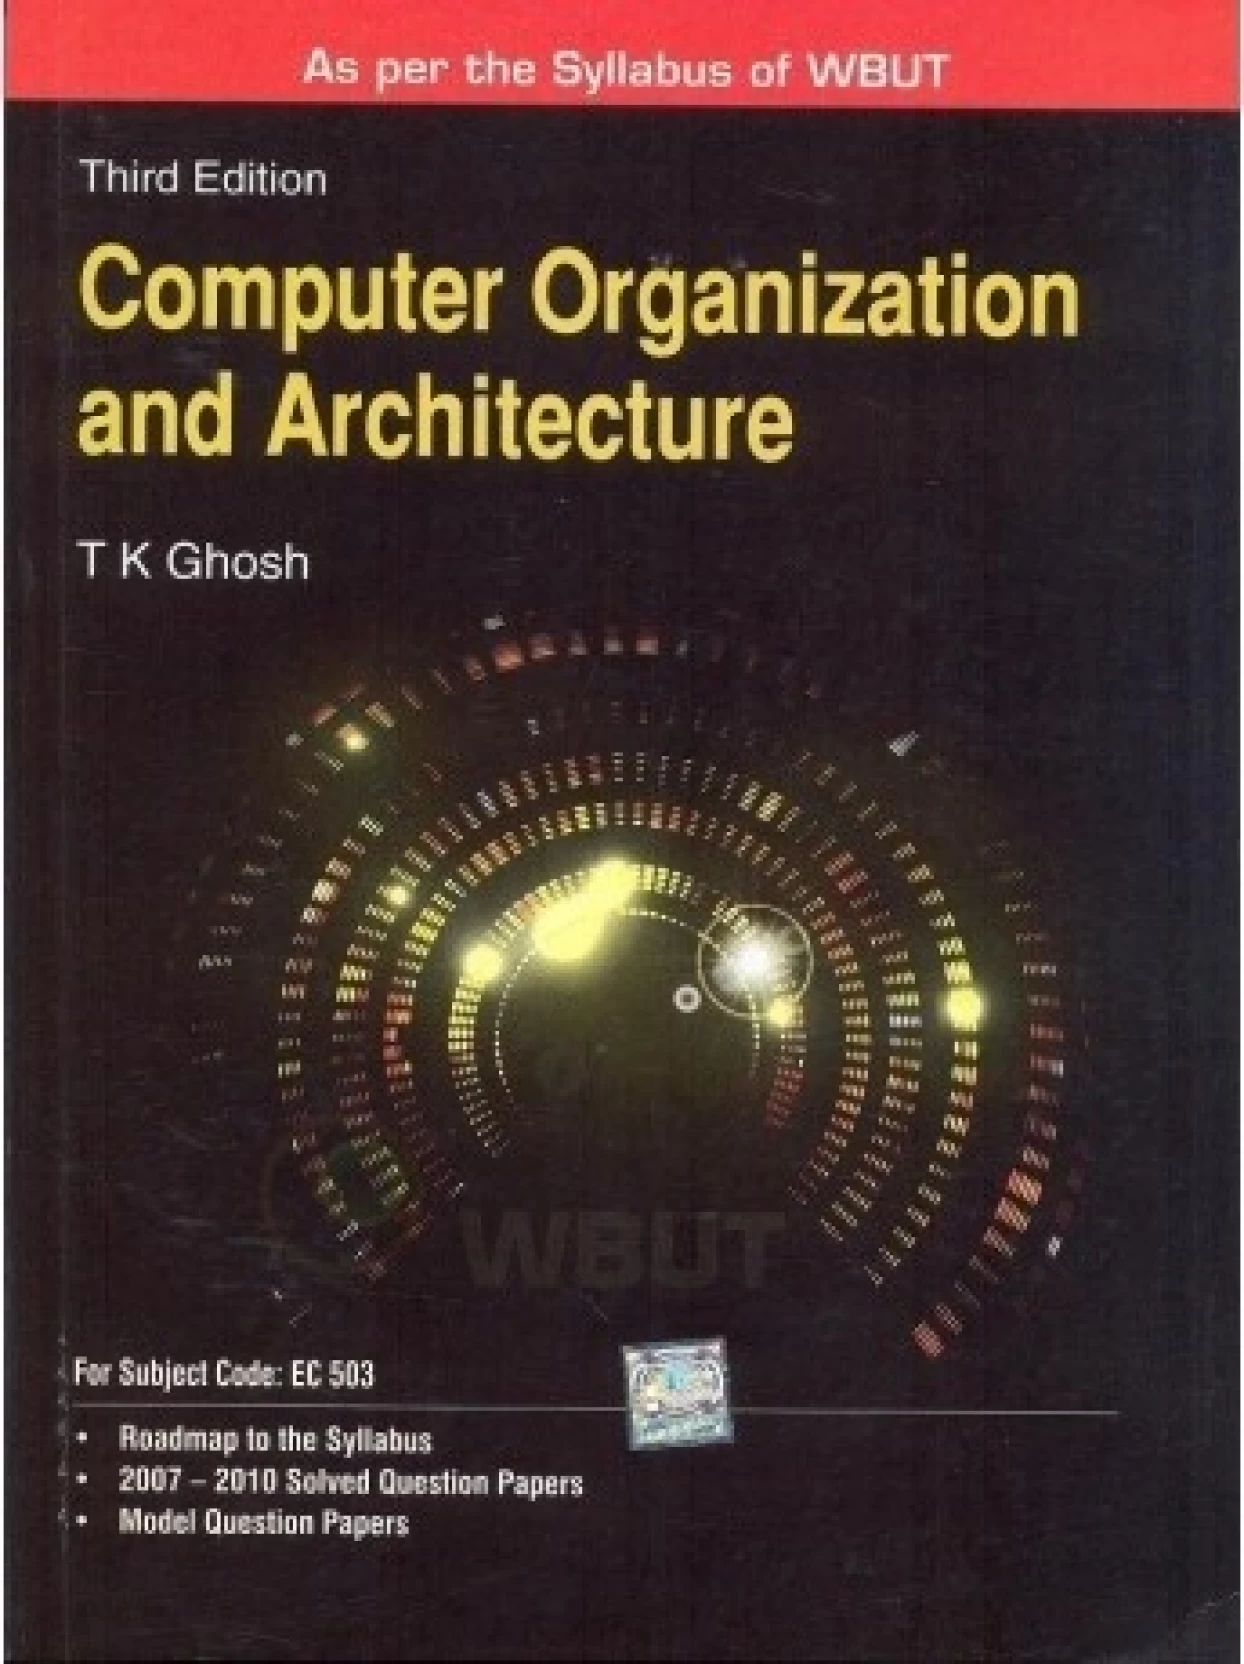 As per the Syllabus of WBUT
Third Edition
Computer Organization
and Architecture
T K Ghosh
WBUT
For Subject Code: EC 503
• Roadmap to the Syllabus
• 2007 – 2010 Solved Question Papers
• Model Question Papers